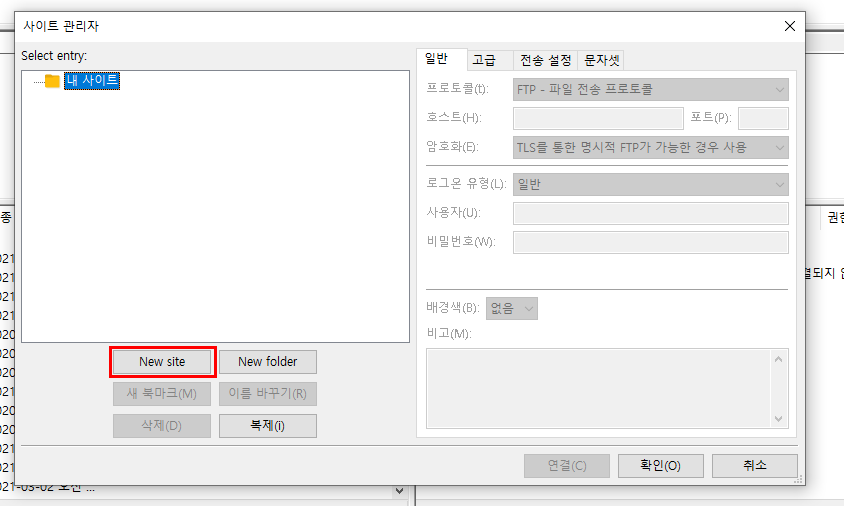 사이트 관리자
Select entry:
내 사이트
New site
New folder
새 북마크(M)
이름 바꾸기(R)
삭제(D)
복제(i)
일반
고급
전송 설정
문자셋
프로토콜(t):
FTP - 파일 전송 프로토콜
호스트(H):
포트(P):
암호화(E):
TLS를 통한 명시적 FTP가 가능한 경우 사용
로그온 유형(L):
일반
사용자(U):
비밀번호(W):
배경색(B):
없음
비고(M):
연결(C)
확인(O)
취소